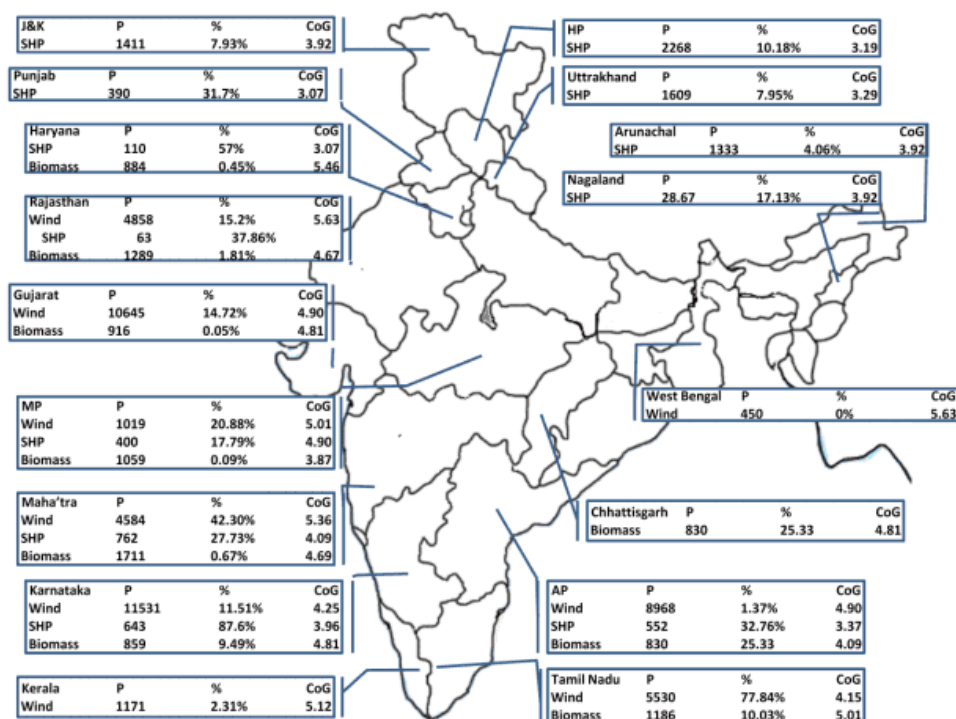 J&K P % CoG
SHP 1411 7.93% 3.92
Punjab P % CoG
SHP 390 31.7% 3.07
Haryana P % CoG
SHP 110 57% 3.07
Biomass 884 0.45% 5.46
Rajasthan P % CoG
Wind 4858 15.2% 5.63
SHP 63 37.86%
Biomass 1289 1.81% 4.67
Gujarat P % CoG
Wind 10645 14.72% 4.90
Biomass 916 0.05% 4.81
MP P % CoG
Wind 1019 20.88% 5.01
SHP 400 17.79% 4.90
Biomass 1059 0.09% 3.87
Maha'tra P % CoG
Wind 4584 42.30% 5.36
SHP 762 27.73% 4.09
Biomass 1711 0.67% 4.69
Karnataka P % CoG
Wind 11531 11.51% 4.25
SHP 643 87.6% 3.96
Biomass 859 9.49% 4.81
Kerala P % CoG
Wind 1171 2.31% 5.12
HP P % CoG
SHP 2268 10.18% 3.19
Uttrakhand P % CoG
SHP 1609 7.95% 3.29
Arunachal P % CoG
SHP 1333 4.06% 3.92
Nagaland P % CoG
SHP 28.67 17.13% 3.92
West Bengal P % CoG
Wind 450 0% 5.63
Chhattisgarh P % CoG
Biomass 830 25.33 4.81
AP P % CoG
Wind 8968 1.37% 4.90
SHP 552 32.76% 3.37
Biomass 830 25.33 4.09
Tamil Nadu P % CoG
Wind 5530 77.84% 4.15
Biomass 1186 10.03% 5.01